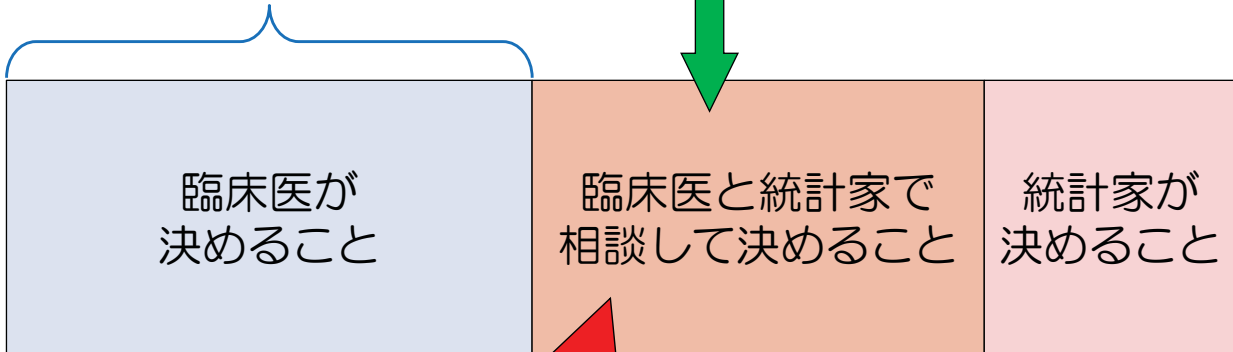 臨床医が
決めること
臨床医と統計家で
相談して決めること
統計家が
決めること